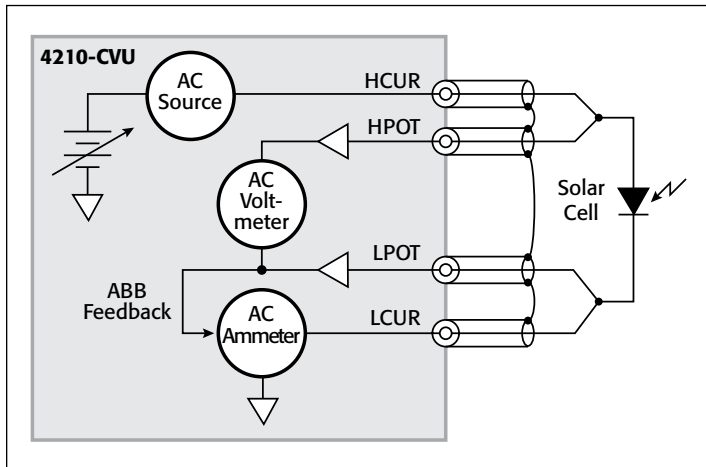 4210-CVU
AC
Source
HCUR
HPOT
AC
Volt-
meter
Solar
Cell
LPOT
ABB
Feedback
AC
Ammeter
LCUR